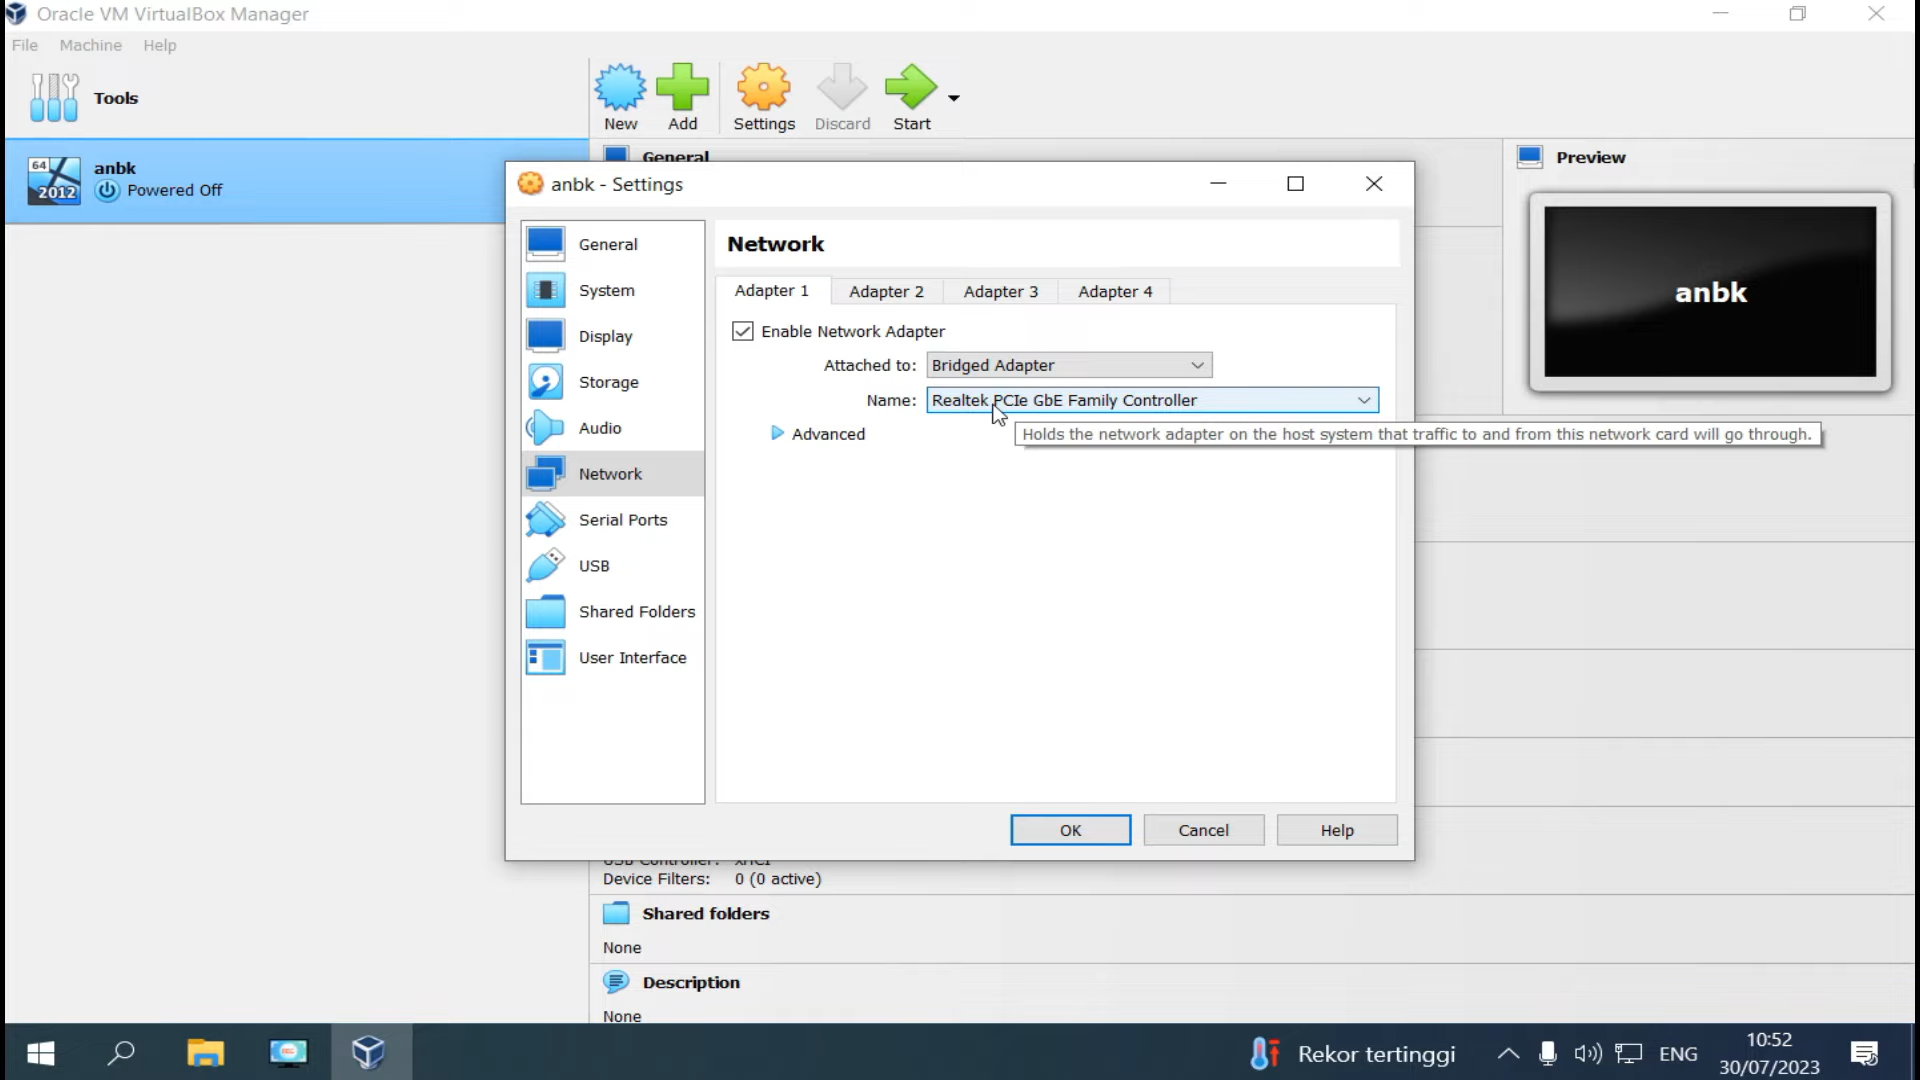 Oracle VM VirtualBox Manager
File Machine Help
Tools
New Add Settings Discard Start
64
2012
anbk
Powered Off
General
Preview
anbk
anbk - Settings
General
System
Display
Storage
Audio
Network
Serial Ports
USB
Shared Folders
User Interface
Network
Adapter 1 Adapter 2 Adapter 3 Adapter 4
Enable Network Adapter
Attached to: Bridged Adapter
Name: Realtek PCIe GbE Family Controller
Advanced
Holds the network adapter on the host system that traffic to and from this network card will go through.
OK Cancel Help
USB Controller: xHCI
Device Filters: 0 (0 active)
Shared folders
None
Description
None
Rekor tertinggi
ENG
10:52
30/07/2023